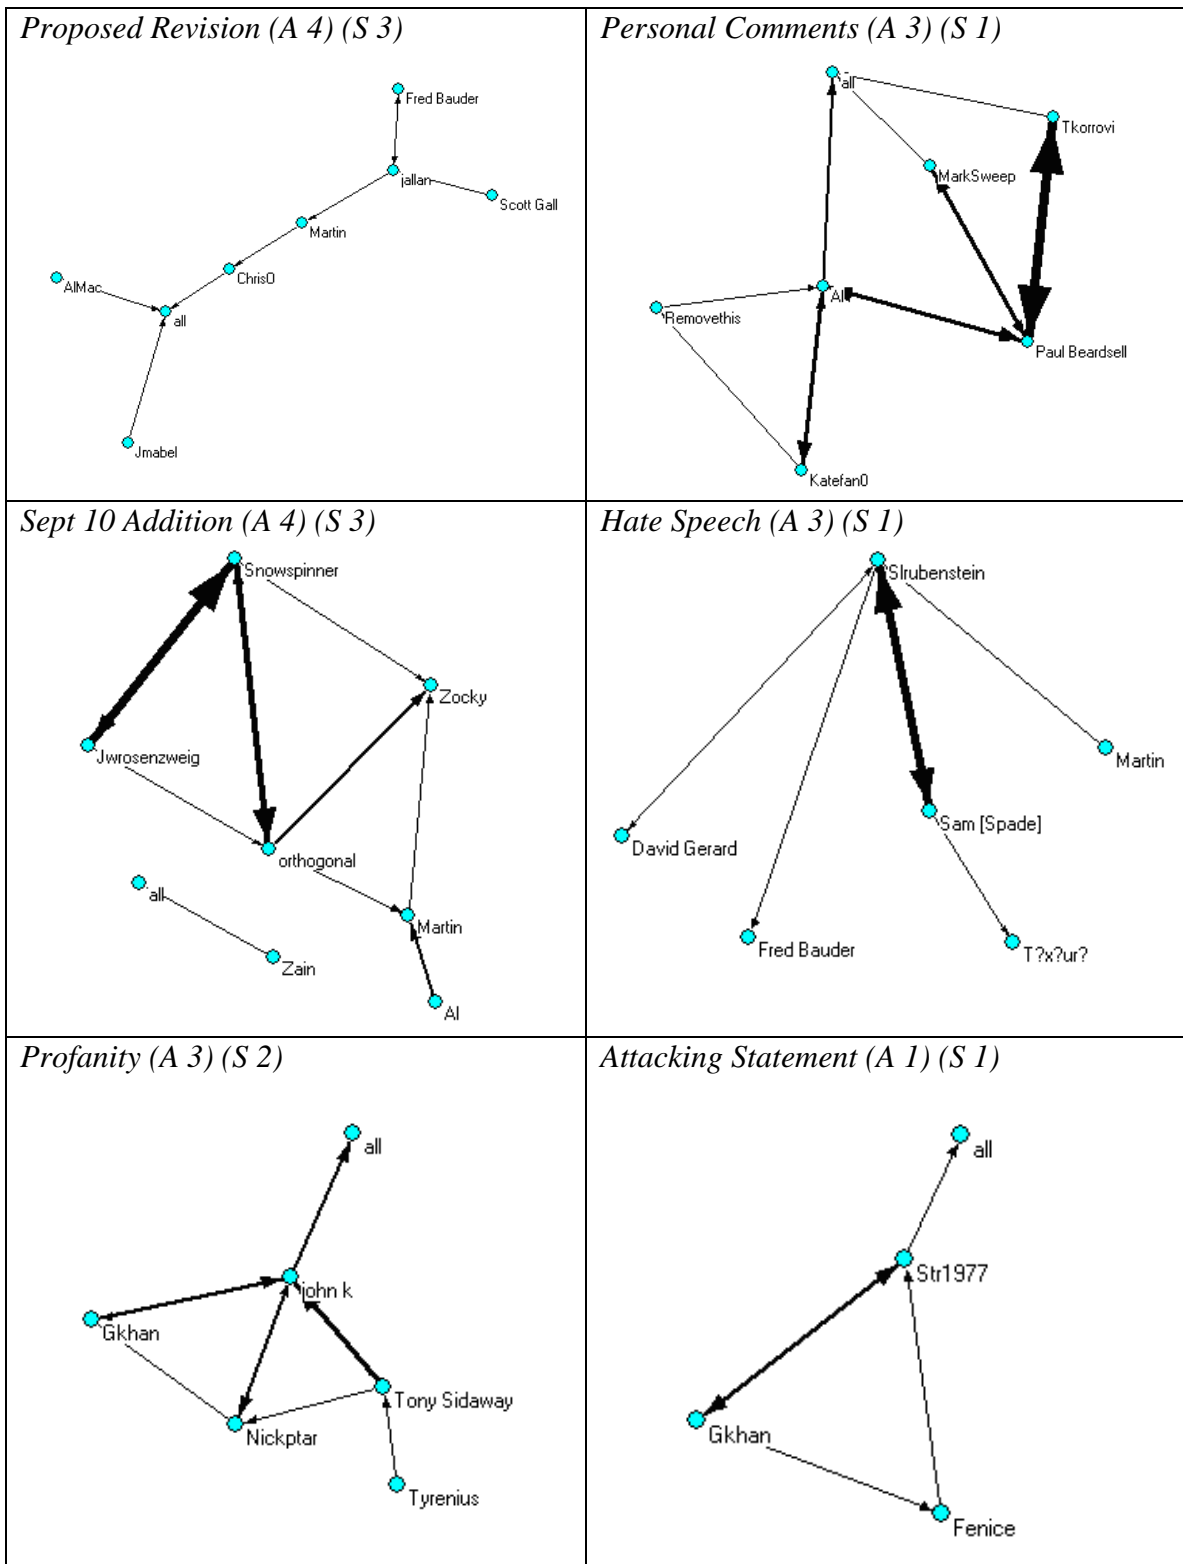 Proposed Revision (A 4) (S 3)
Fred Bauder
jallan
Scott Gall
Martin
ChrisO
AlMac
all
Jmabel
Personal Comments (A 3) (S 1)
all
Tkorrovi
MarkSweep
Al
Removethis
Paul Beardsell
Katefan0
Sept 10 Addition (A 4) (S 3)
Snowspinner
Zocky
Jwrosenzweig
orthogonal
all
Martin
Zain
Al
Hate Speech (A 3) (S 1)
Slrubenstein
Martin
Sam [Spade]
David Gerard
Fred Bauder
T?x?ur?
Profanity (A 3) (S 2)
all
john k
Gkhan
Tony Sidaway
Nickptar
Tyrenius
Attacking Statement (A 1) (S 1)
all
Str1977
Gkhan
Fenice